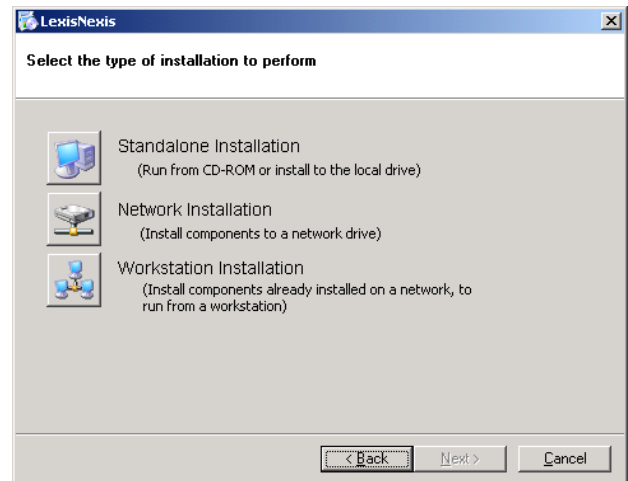 LexisNexis
Select the type of installation to perform
Standalone Installation
(Run from CD-ROM or install to the local drive)
Network Installation
(Install components to a network drive)
Workstation Installation
(Install components already installed on a network, to
run from a workstation)
< Back Next > Cancel